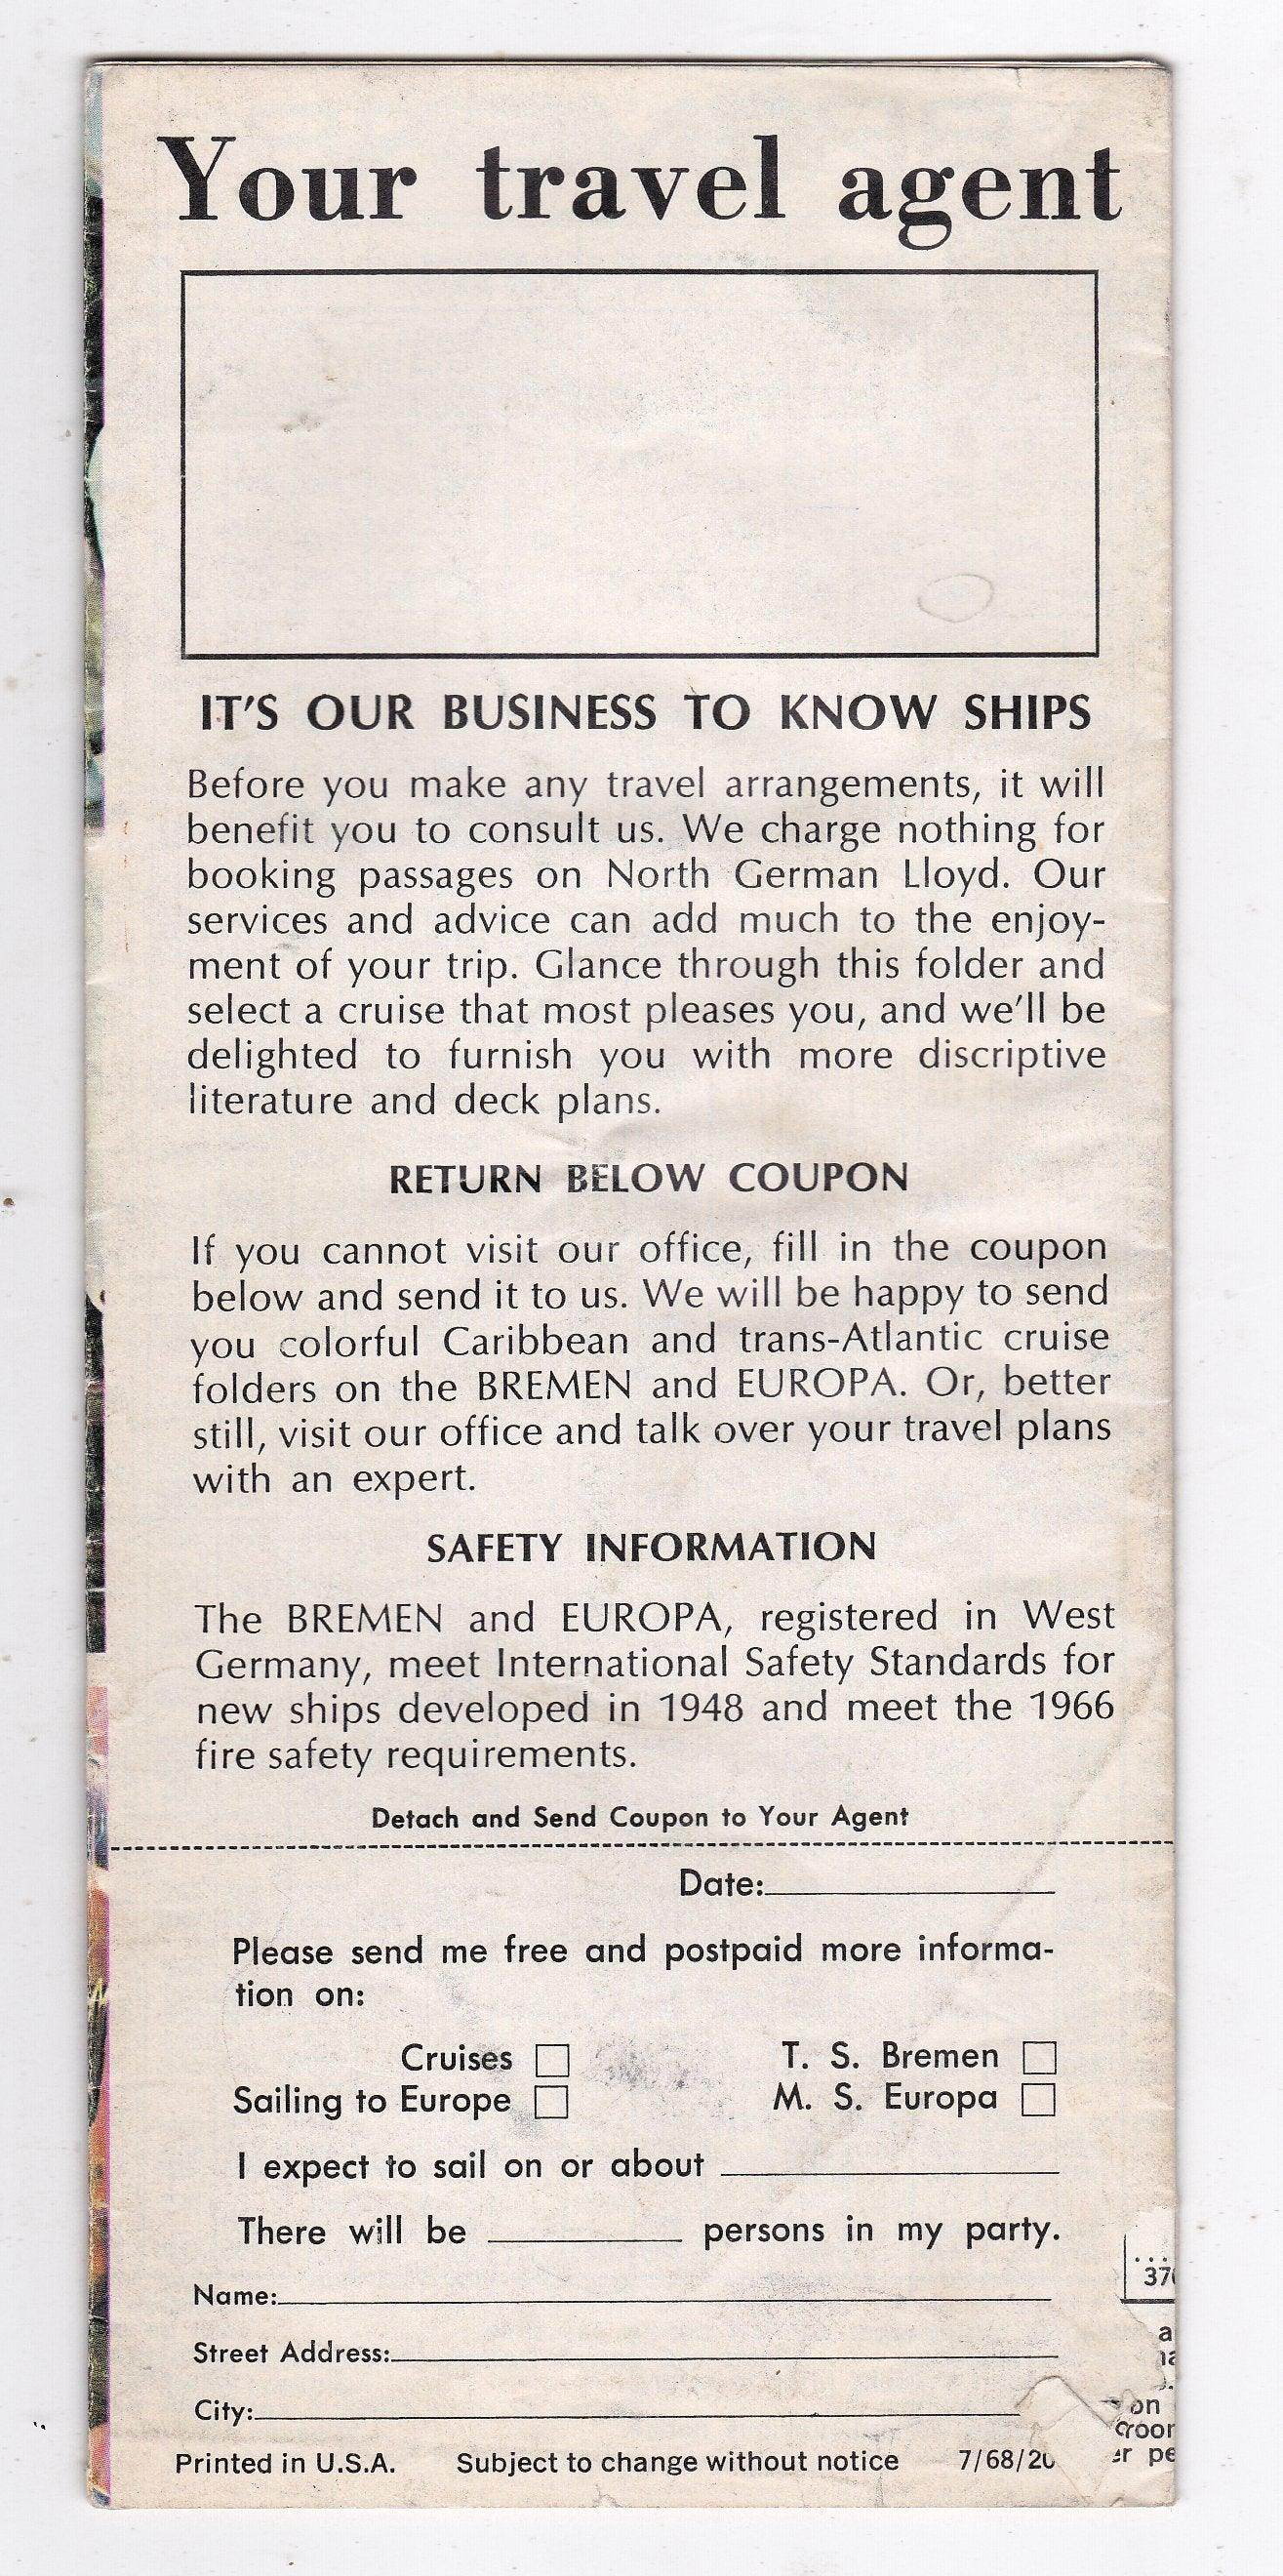 Your travel agent
IT'S OUR BUSINESS TO KNOW SHIPS
Before you make any travel arrangements, it will
benefit you to consult us. We charge nothing for
booking passages on North German Lloyd. Our
services and advice can add much to the enjoy-
ment of your trip. Glance through this folder and
select a cruise that most pleases you, and we'll be
delighted to furnish you with more discriptive
literature and deck plans.
RETURN BELOW COUPON
If you cannot visit our office, fill in the coupon
below and send it to us. We will be happy to send
you colorful Caribbean and trans-Atlantic cruise
folders on the BREMEN and EUROPA. Or, better
still, visit our office and talk over your travel plans
with an expert.
SAFETY INFORMATION
The BREMEN and EUROPA, registered in West
Germany, meet International Safety Standards for
new ships developed in 1948 and meet the 1966
fire safety requirements.
Detach and Send Coupon to Your Agent
Date:
Please send me free and postpaid more informa-
tion on:
Cruises T. S. Bremen
Sailing to Europe M. S. Europa
I expect to sail on or about
There will be persons in my party.
Name:
Street Address:
City:
Printed in U.S.A. Subject to change without notice 7/68/20
on